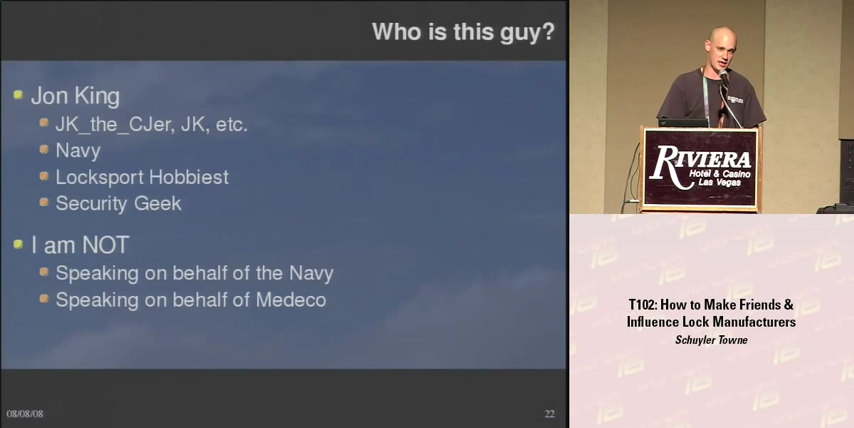 Who is this guy?
Jon King
JK_the_CJer, JK, etc.
Navy
Locksport Hobbiest
Security Geek
I am NOT
Speaking on behalf of the Navy
Speaking on behalf of Medeco
08/08/08
22
RIVIERA
Hotel & Casino
Las Vegas
T102: How to Make Friends &
Influence Lock Manufacturers
Schuyler Towne